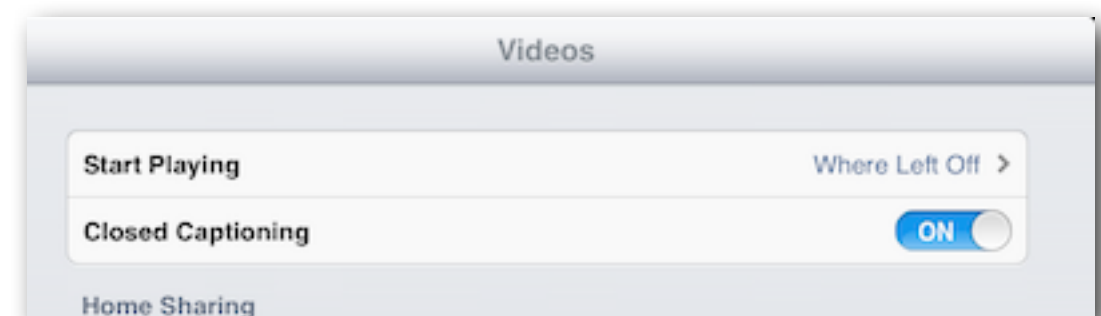 Videos
Start Playing Where Left Off >
Closed Captioning ON
Home Sharing